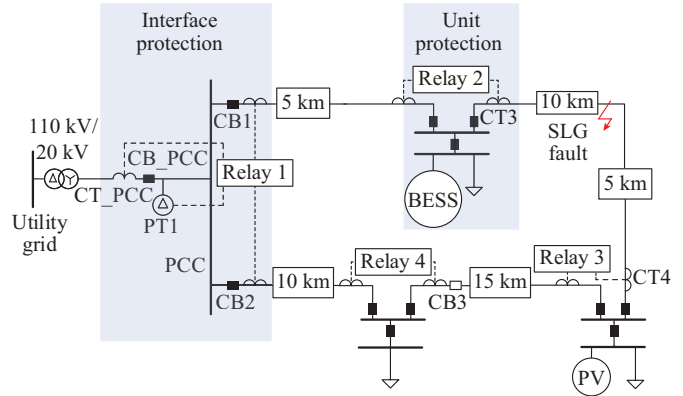 Interface
protection
Unit
protection
Relay 2
5 km
10 km
CB1
CT3
SLG
fault
110 kV/
20 kV
CB_PCC
Relay 1
CT_PCC
BESS
5 km
Utility
grid
PT1
PCC
Relay 4
Relay 3
CT4
10 km
15 km
CB2
CB3
PV